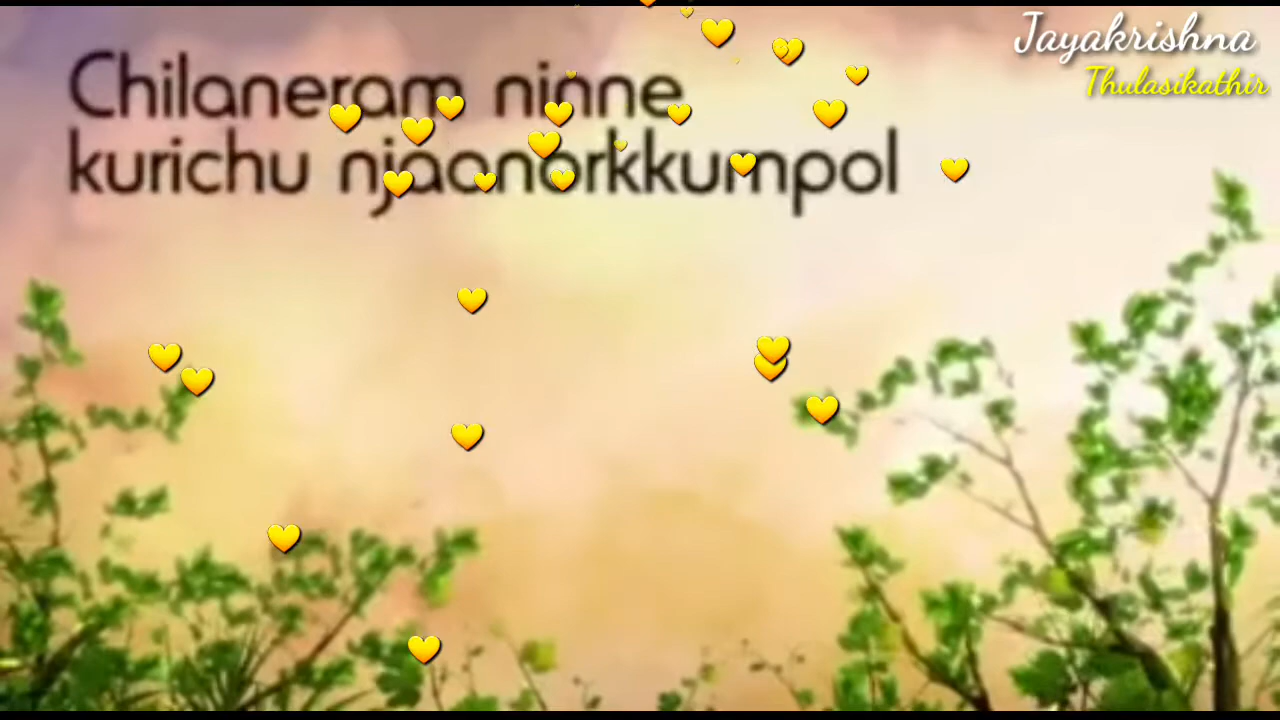 Chilaneram ninne
kurichu njaanorkkumpol
Jayakrishna
Thulasikathir